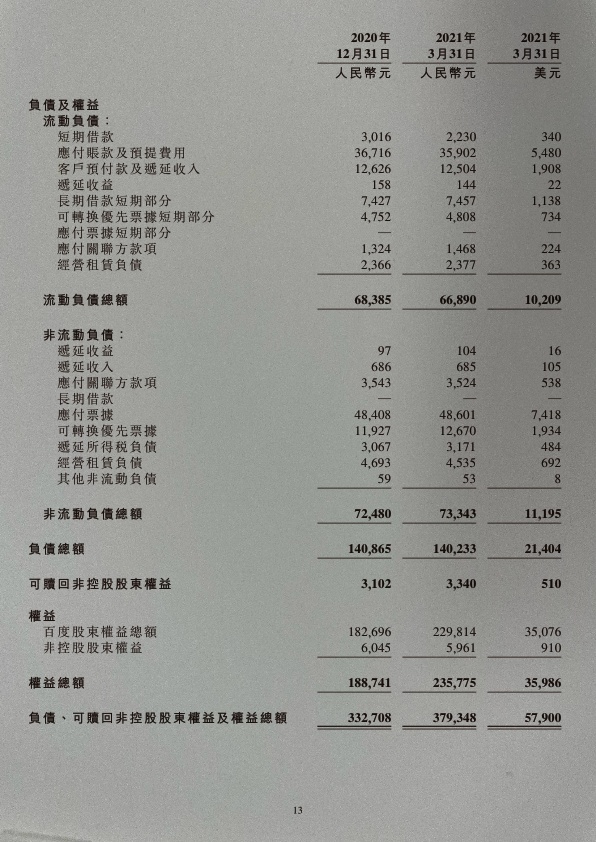 2020年 2021年 2021年
12月31日 3月31日 3月31日
人民幣元 人民幣元 美元
負債及權益
流動負債：
短期借款 3,016 2,230 340
應付賬款及預提費用 36,716 35,902 5,480
客戶預付款及遞延收入 12,626 12,504 1,908
遞延收益 158 144 22
長期借款短期部分 7,427 7,457 1,138
可轉換優先票據短期部分 4,752 4,808 734
應付票據短期部分 — — —
應付關聯方款項 1,324 1,468 224
經營租賃負債 2,366 2,377 363
流動負債總額 68,385 66,890 10,209
非流動負債：
遞延收益 97 104 16
遞延收入 686 685 105
應付關聯方款項 3,543 3,524 538
長期借款 — — —
應付票據 48,408 48,601 7,418
可轉換優先票據 11,927 12,670 1,934
遞延所得稅負債 3,067 3,171 484
經營租賃負債 4,693 4,535 692
其他非流動負債 59 53 8
非流動負債總額 72,480 73,343 11,195
負債總額 140,865 140,233 21,404
可贖回非控股股東權益 3,102 3,340 510
權益
百度股東權益總額 182,696 229,814 35,076
非控股股東權益 6,045 5,961 910
權益總額 188,741 235,775 35,986
負債、可贖回非控股股東權益及權益總額 332,708 379,348 57,900
13